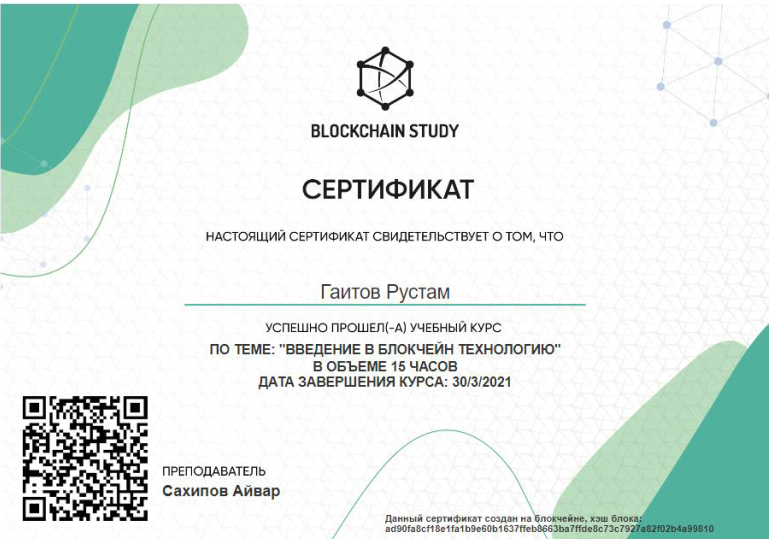 BLOCKCHAIN STUDY
СЕРТИФИКАТ
НАСТОЯЩИЙ СЕРТИФИКАТ СВИДЕТЕЛЬСТВУЕТ О ТОМ, ЧТО
Гаитов Рустам
УСПЕШНО ПРОШЕЛ(-А) УЧЕБНЫЙ КУРС
ПО ТЕМЕ: "ВВЕДЕНИЕ В БЛОКЧЕЙН ТЕХНОЛОГИЮ"
В ОБЪЕМЕ 15 ЧАСОВ
ДАТА ЗАВЕРШЕНИЯ КУРСА: 30/3/2021
ПРЕПОДАВАТЕЛЬ
Сахипов Айвар
Данный сертификат создан на блокчейне, хэш блока:
ad90fa8cf18e1fa1b9e60b1637ffeb8663ba7ffde8c73c7927a82f02b4a99810